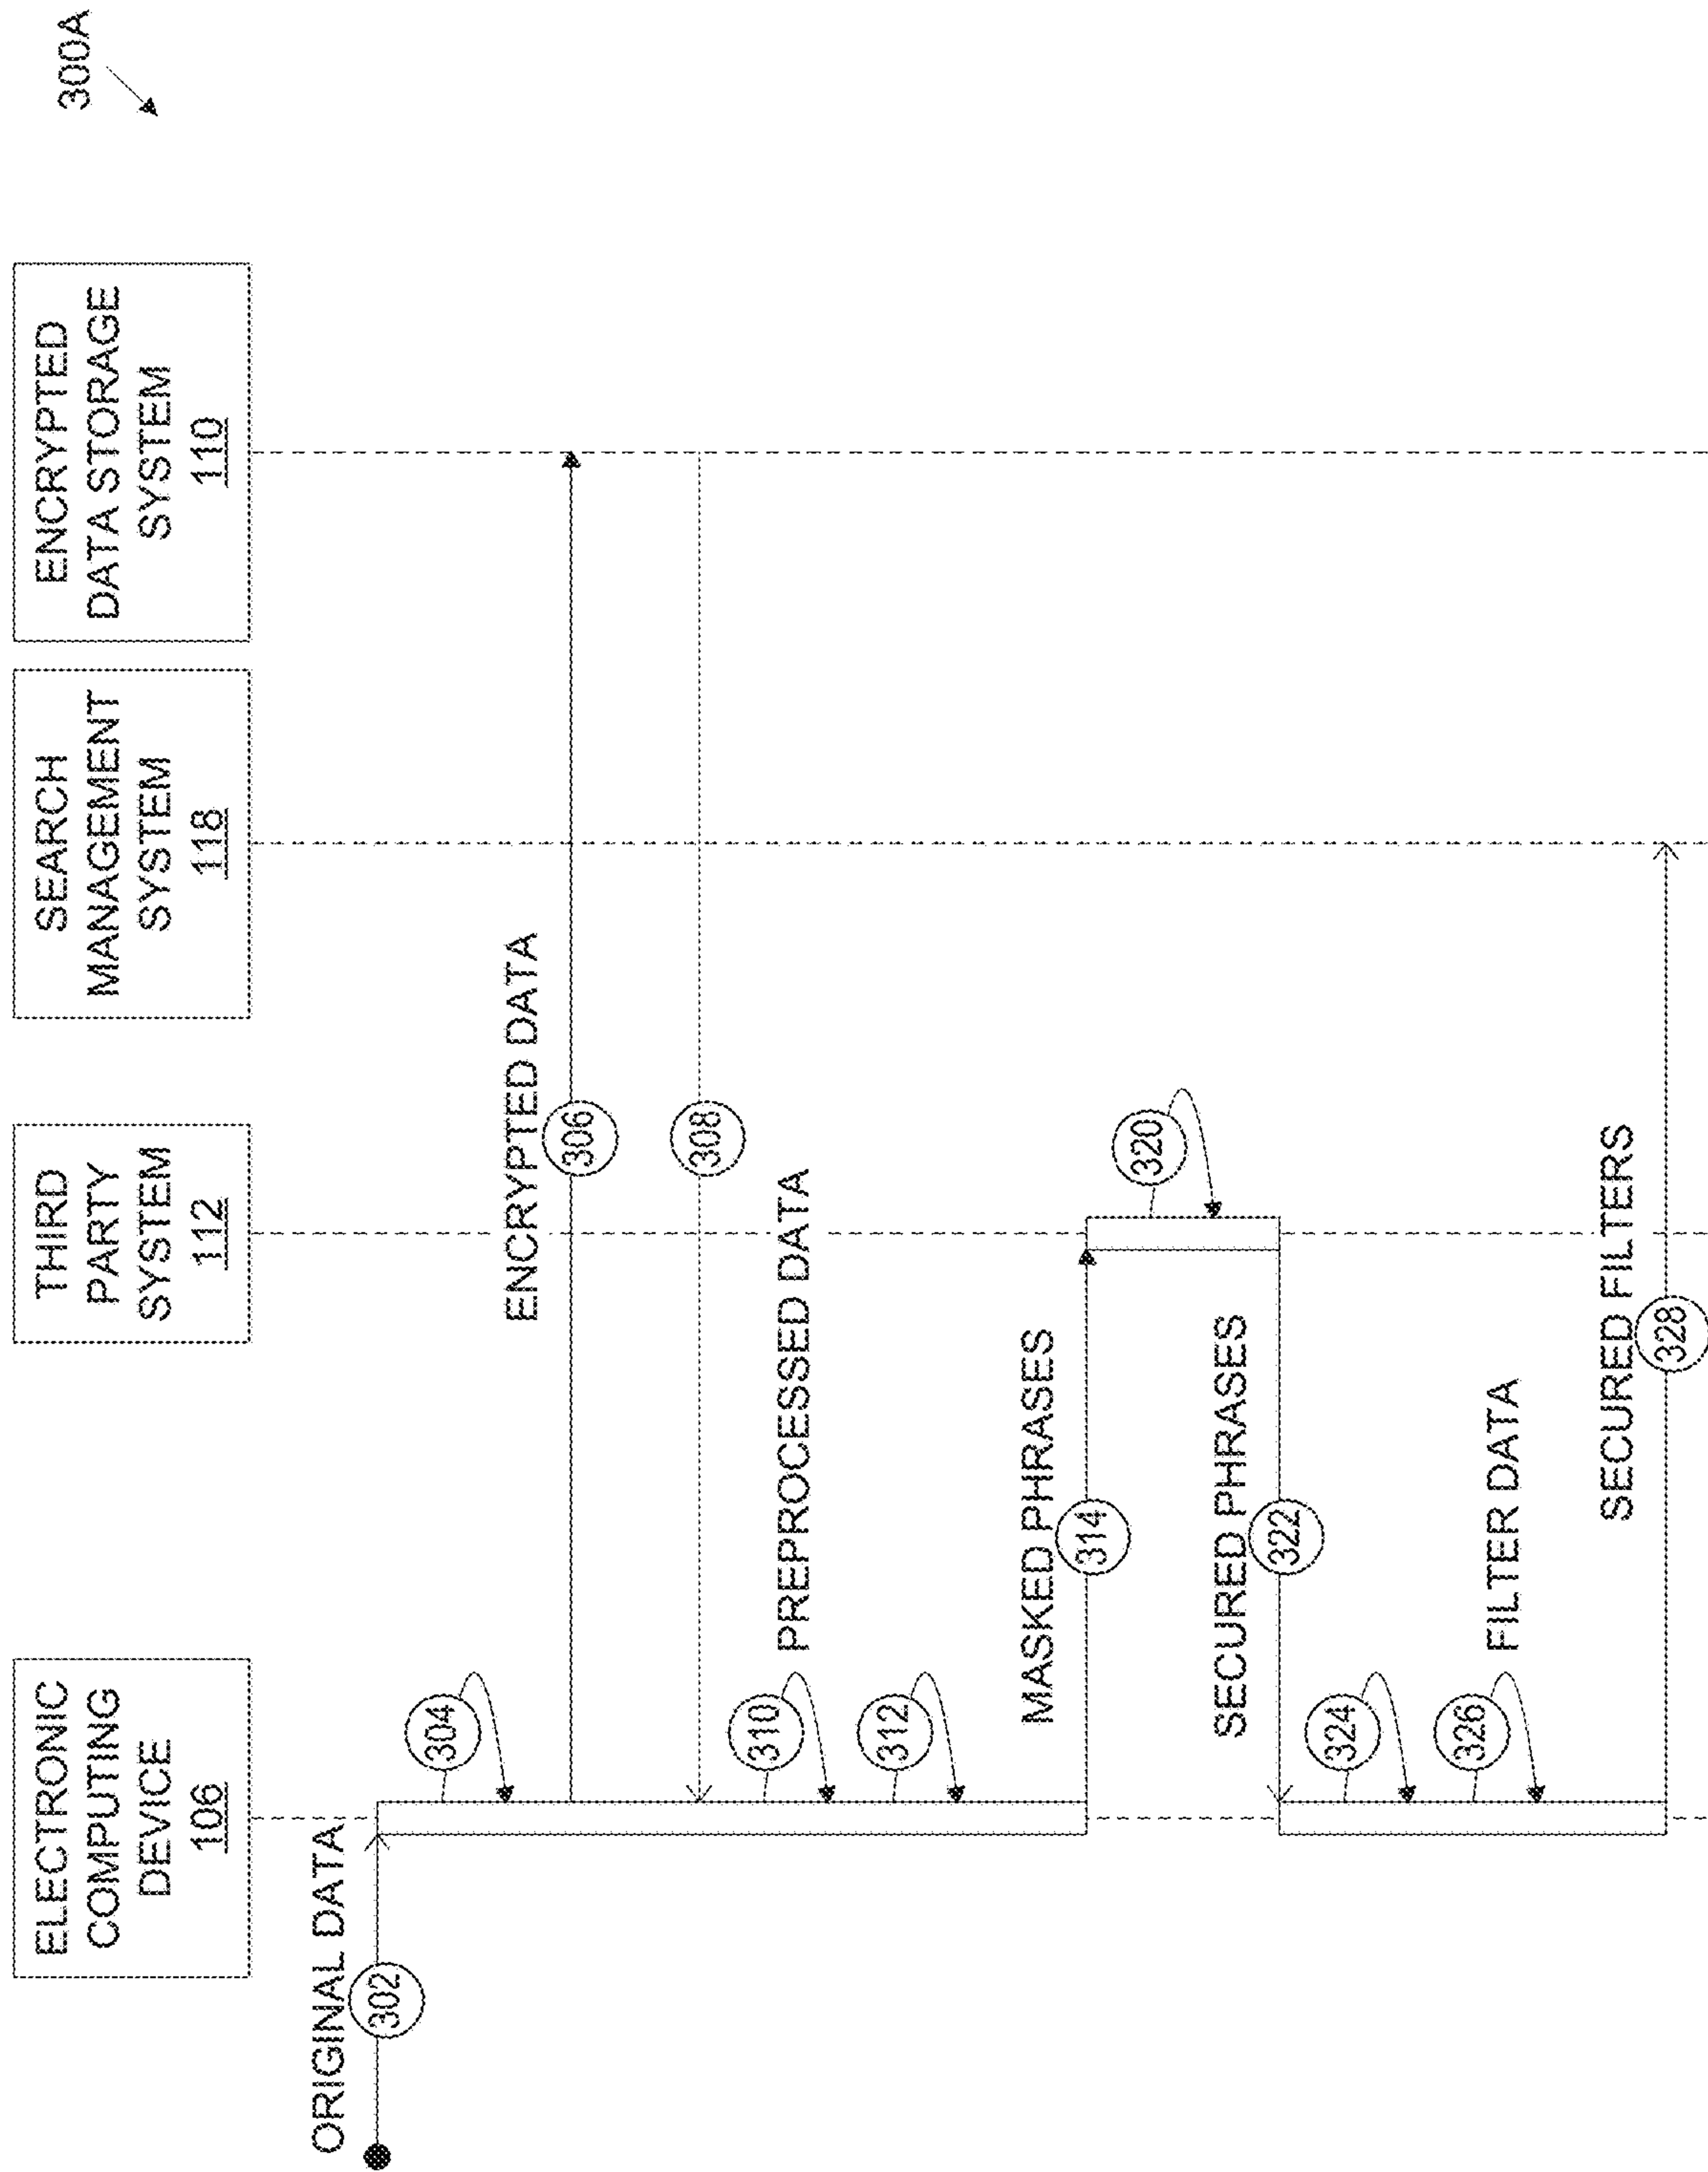 300A
ELECTRONIC
COMPUTING
DEVICE
106
THIRD
PARTY
SYSTEM
112
SEARCH
MANAGEMENT
SYSTEM
118
ENCRYPTED
DATA STORAGE
SYSTEM
110
ORIGINAL DATA
302
304
ENCRYPTED DATA
306
308
PREPROCESSED DATA
310
312
MASKED PHRASES
314
320
SECURED PHRASES
322
324
FILTER DATA
326
SECURED FILTERS
328